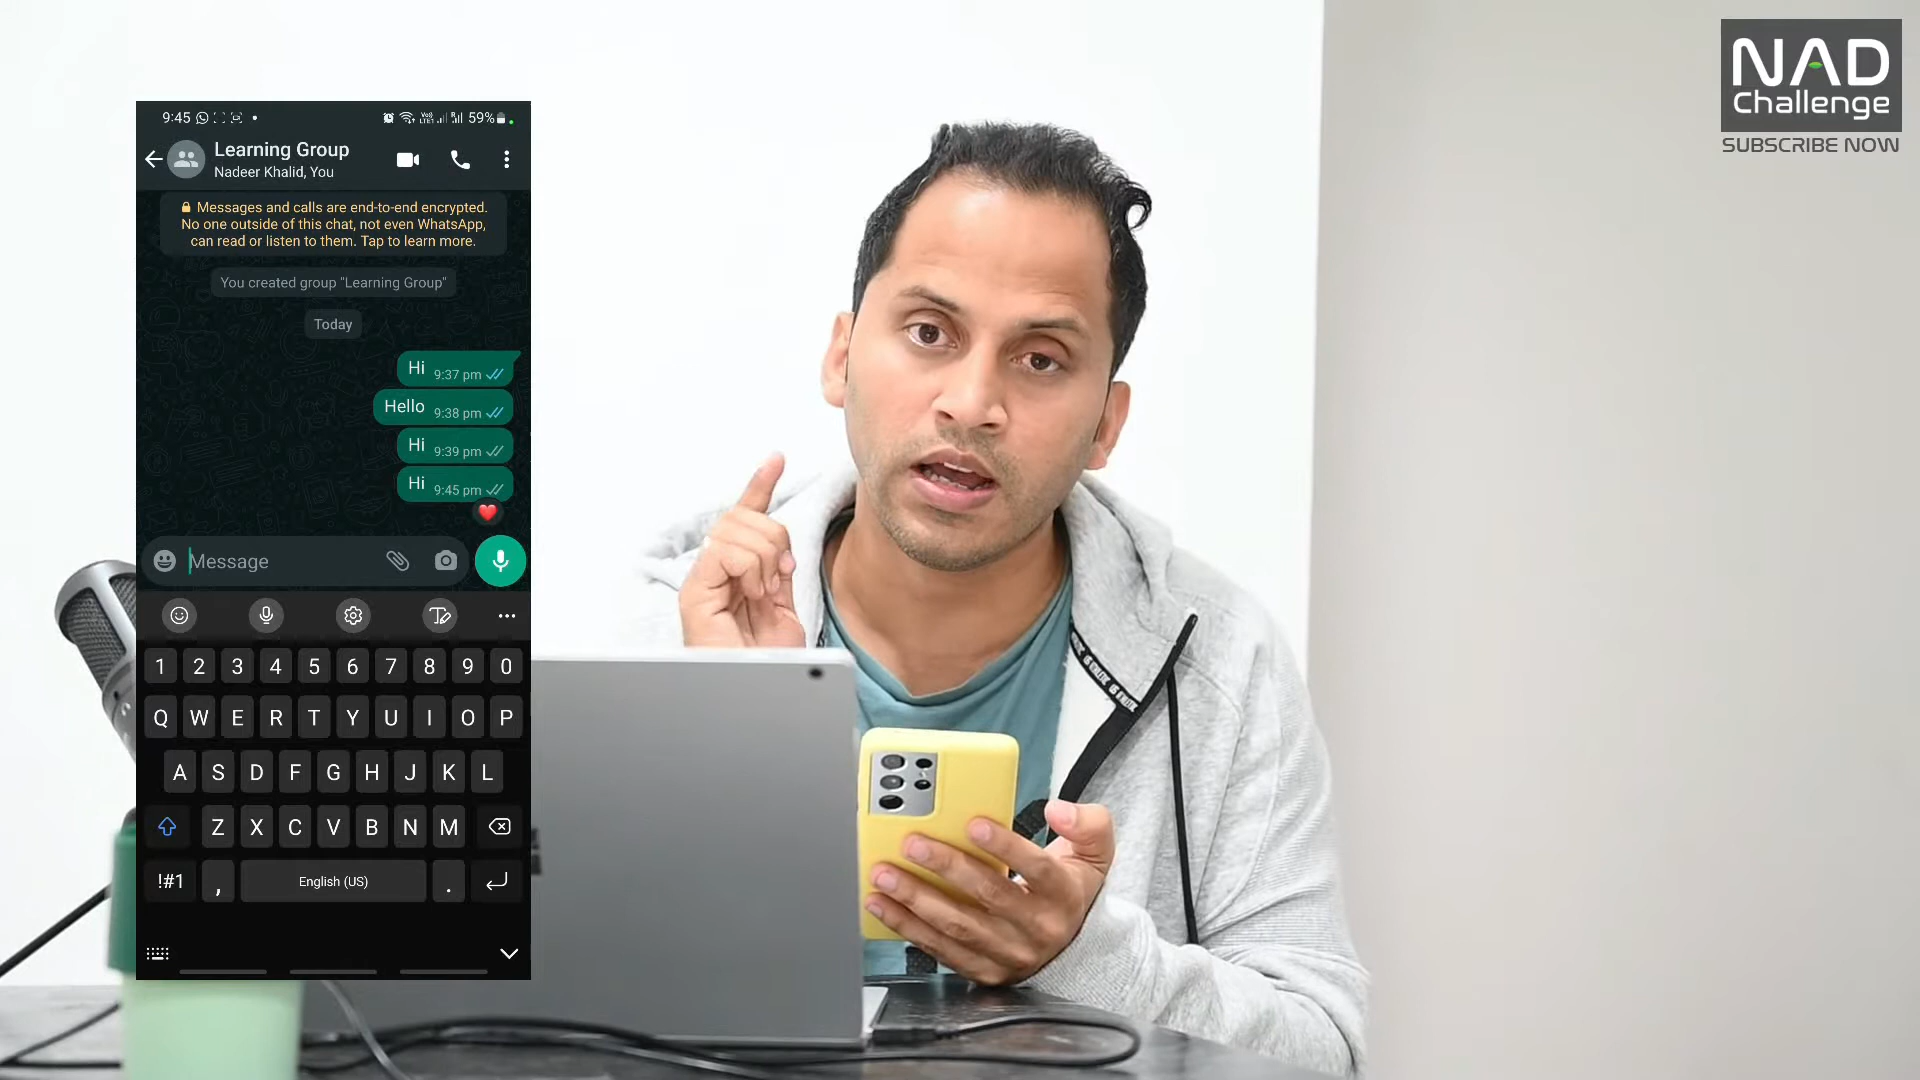 NAD
Challenge
SUBSCRIBE NOW
9:45
59%
Learning Group
Nadeer Khalid, You
Messages and calls are end-to-end encrypted.
No one outside of this chat, not even WhatsApp,
can read or listen to them. Tap to learn more.
You created group "Learning Group"
Today
Hi 9:37 pm
Hello 9:38 pm
Hi 9:39 pm
Hi 9:45 pm
Message
1 2 3 4 5 6 7 8 9 0
Q W E R T Y U I O P
A S D F G H J K L
Z X C V B N M
!#1 , English (US) .